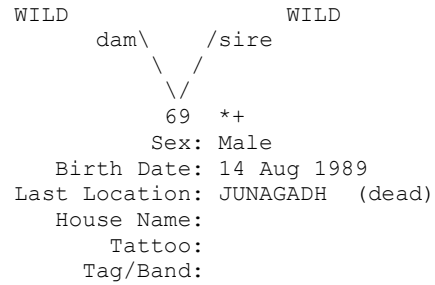 WILD                    WILD
      dam\     /sire
          \  /
           \/
           69  *+
          Sex: Male
   Birth Date: 14 Aug 1989
Last Location: JUNAGADH  (dead)
   House Name:
       Tattoo:
     Tag/Band: